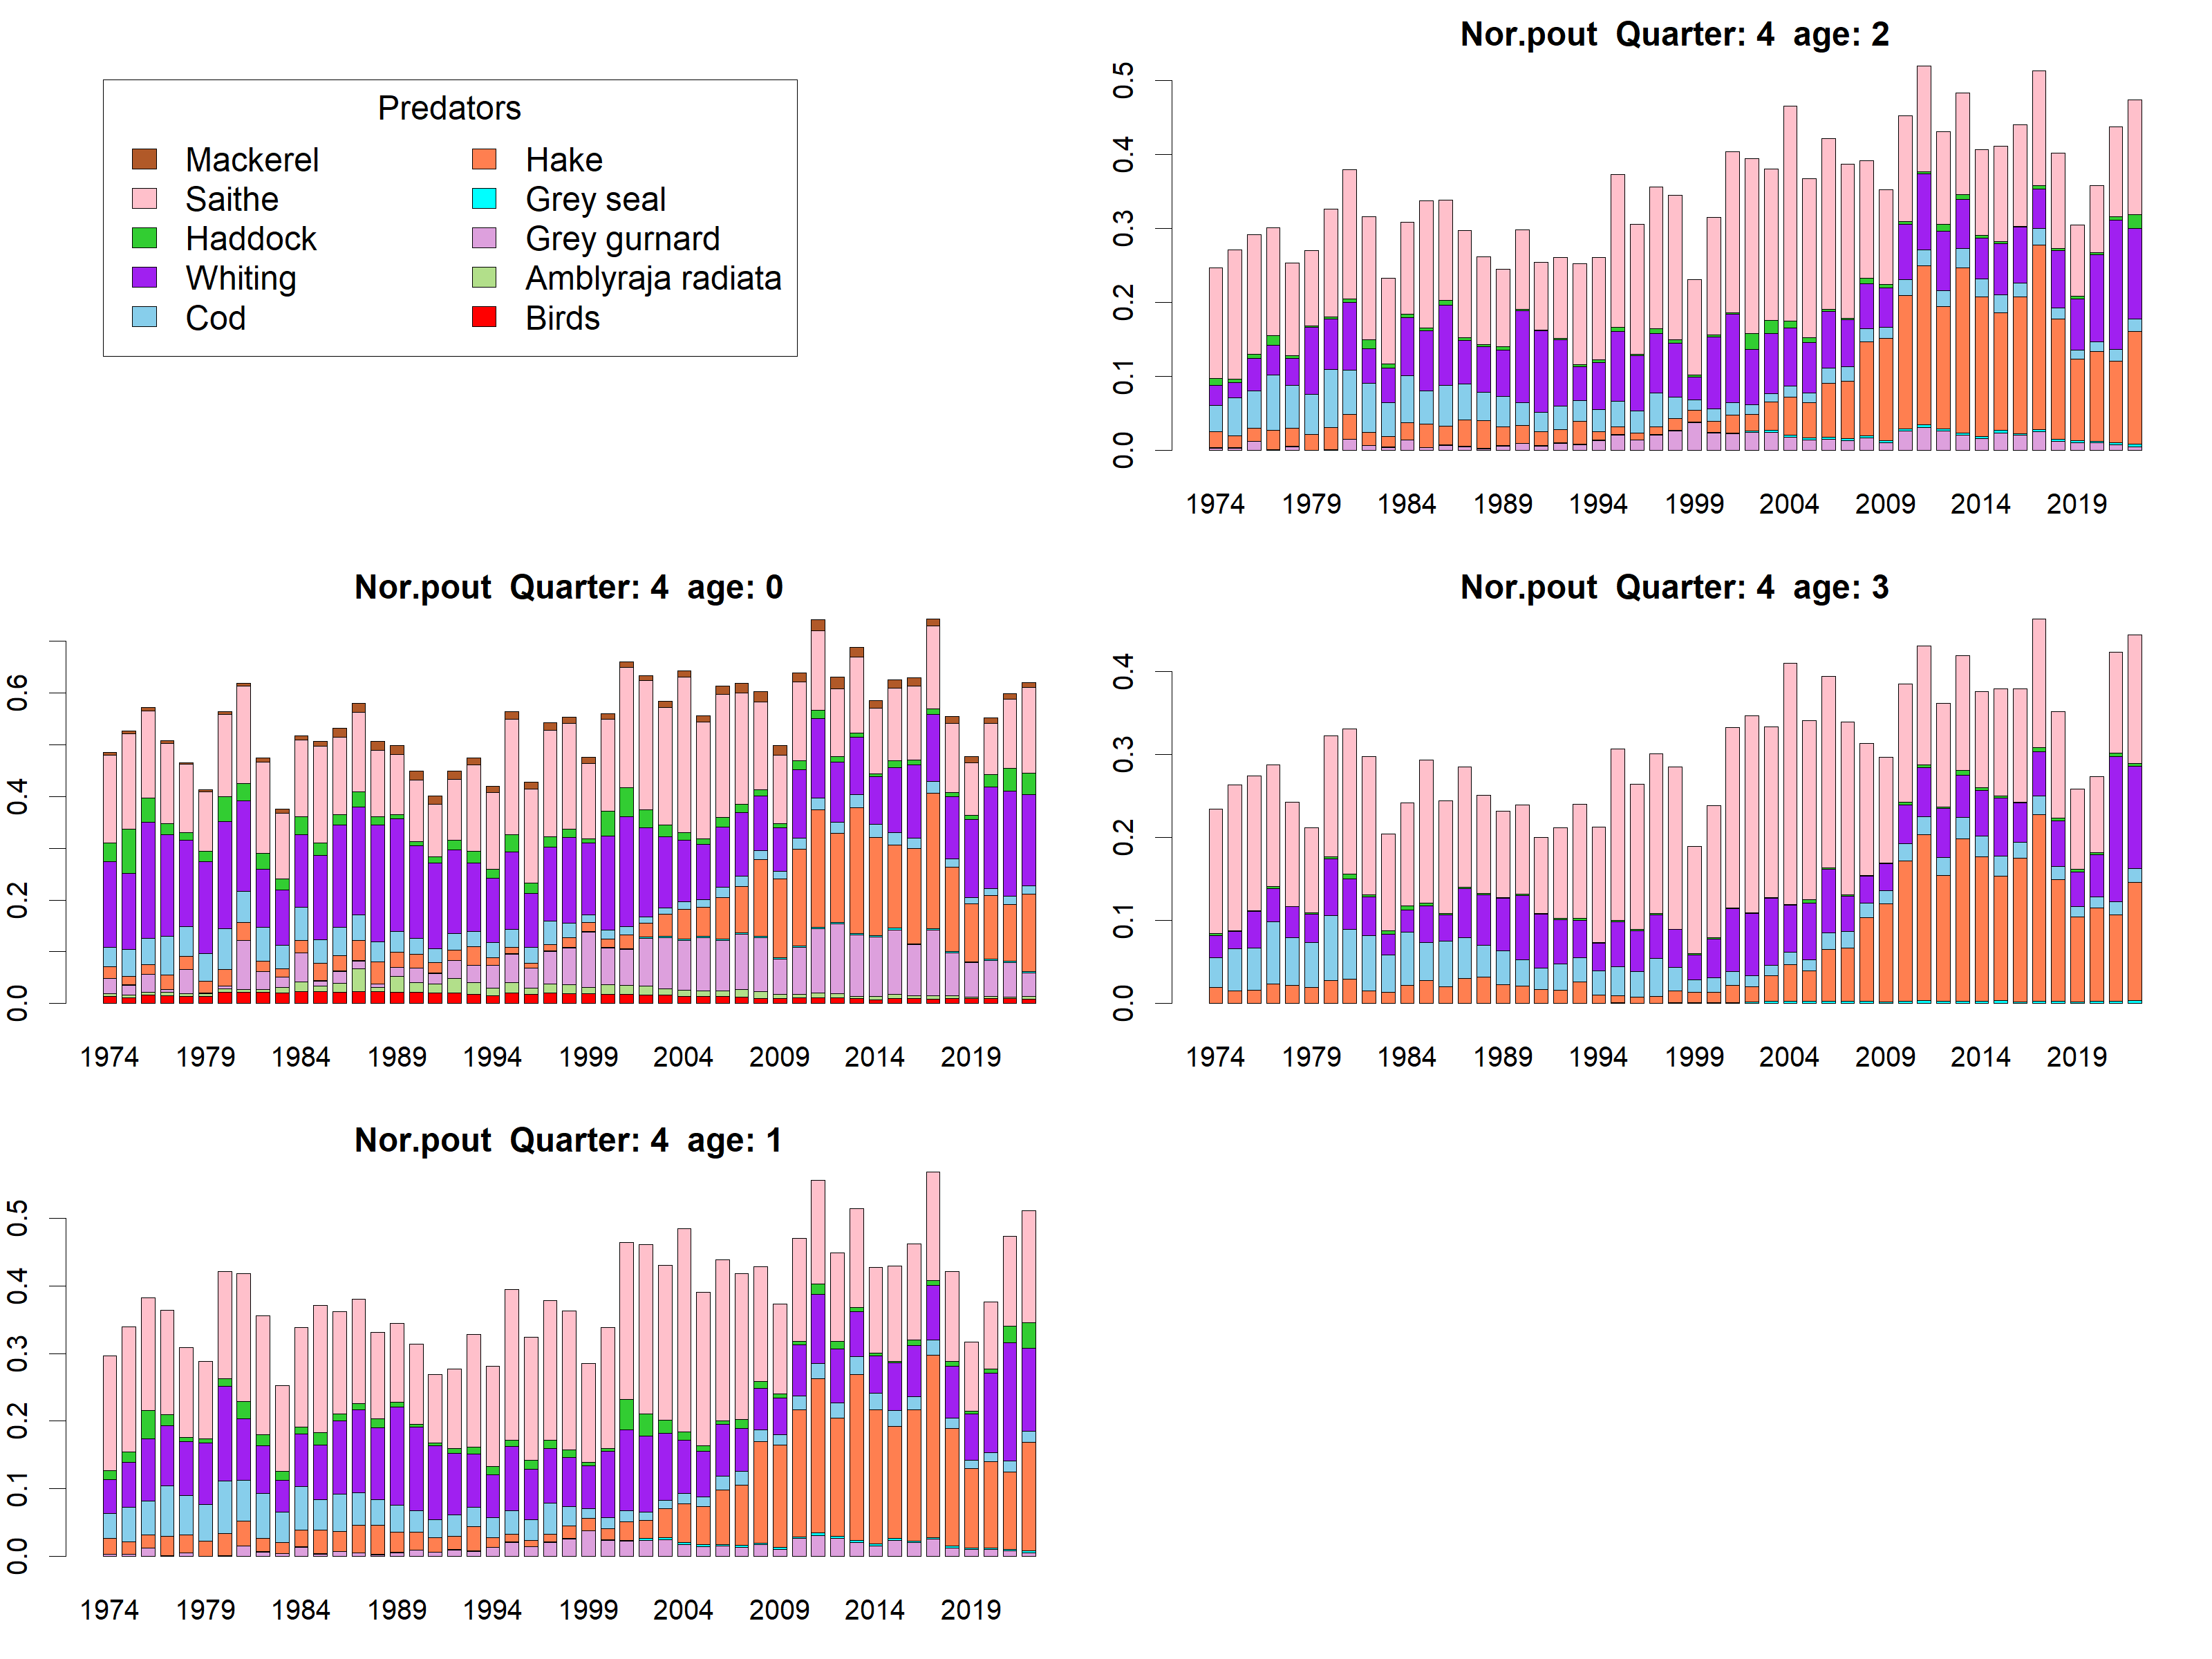 Predators
Mackerel Hake
Saithe Grey seal
Haddock Grey gurnard
Whiting Amblyraja radiata
Cod Birds
Nor.pout Quarter: 4 age: 2
0.0 0.1 0.2 0.3 0.4 0.5
1974 1979 1984 1989 1994 1999 2004 2009 2014 2019
Nor.pout Quarter: 4 age: 0
0.0 0.2 0.4 0.6
1974 1979 1984 1989 1994 1999 2004 2009 2014 2019
Nor.pout Quarter: 4 age: 3
0.0 0.1 0.2 0.3 0.4
1974 1979 1984 1989 1994 1999 2004 2009 2014 2019
Nor.pout Quarter: 4 age: 1
0.0 0.1 0.2 0.3 0.4 0.5
1974 1979 1984 1989 1994 1999 2004 2009 2014 2019